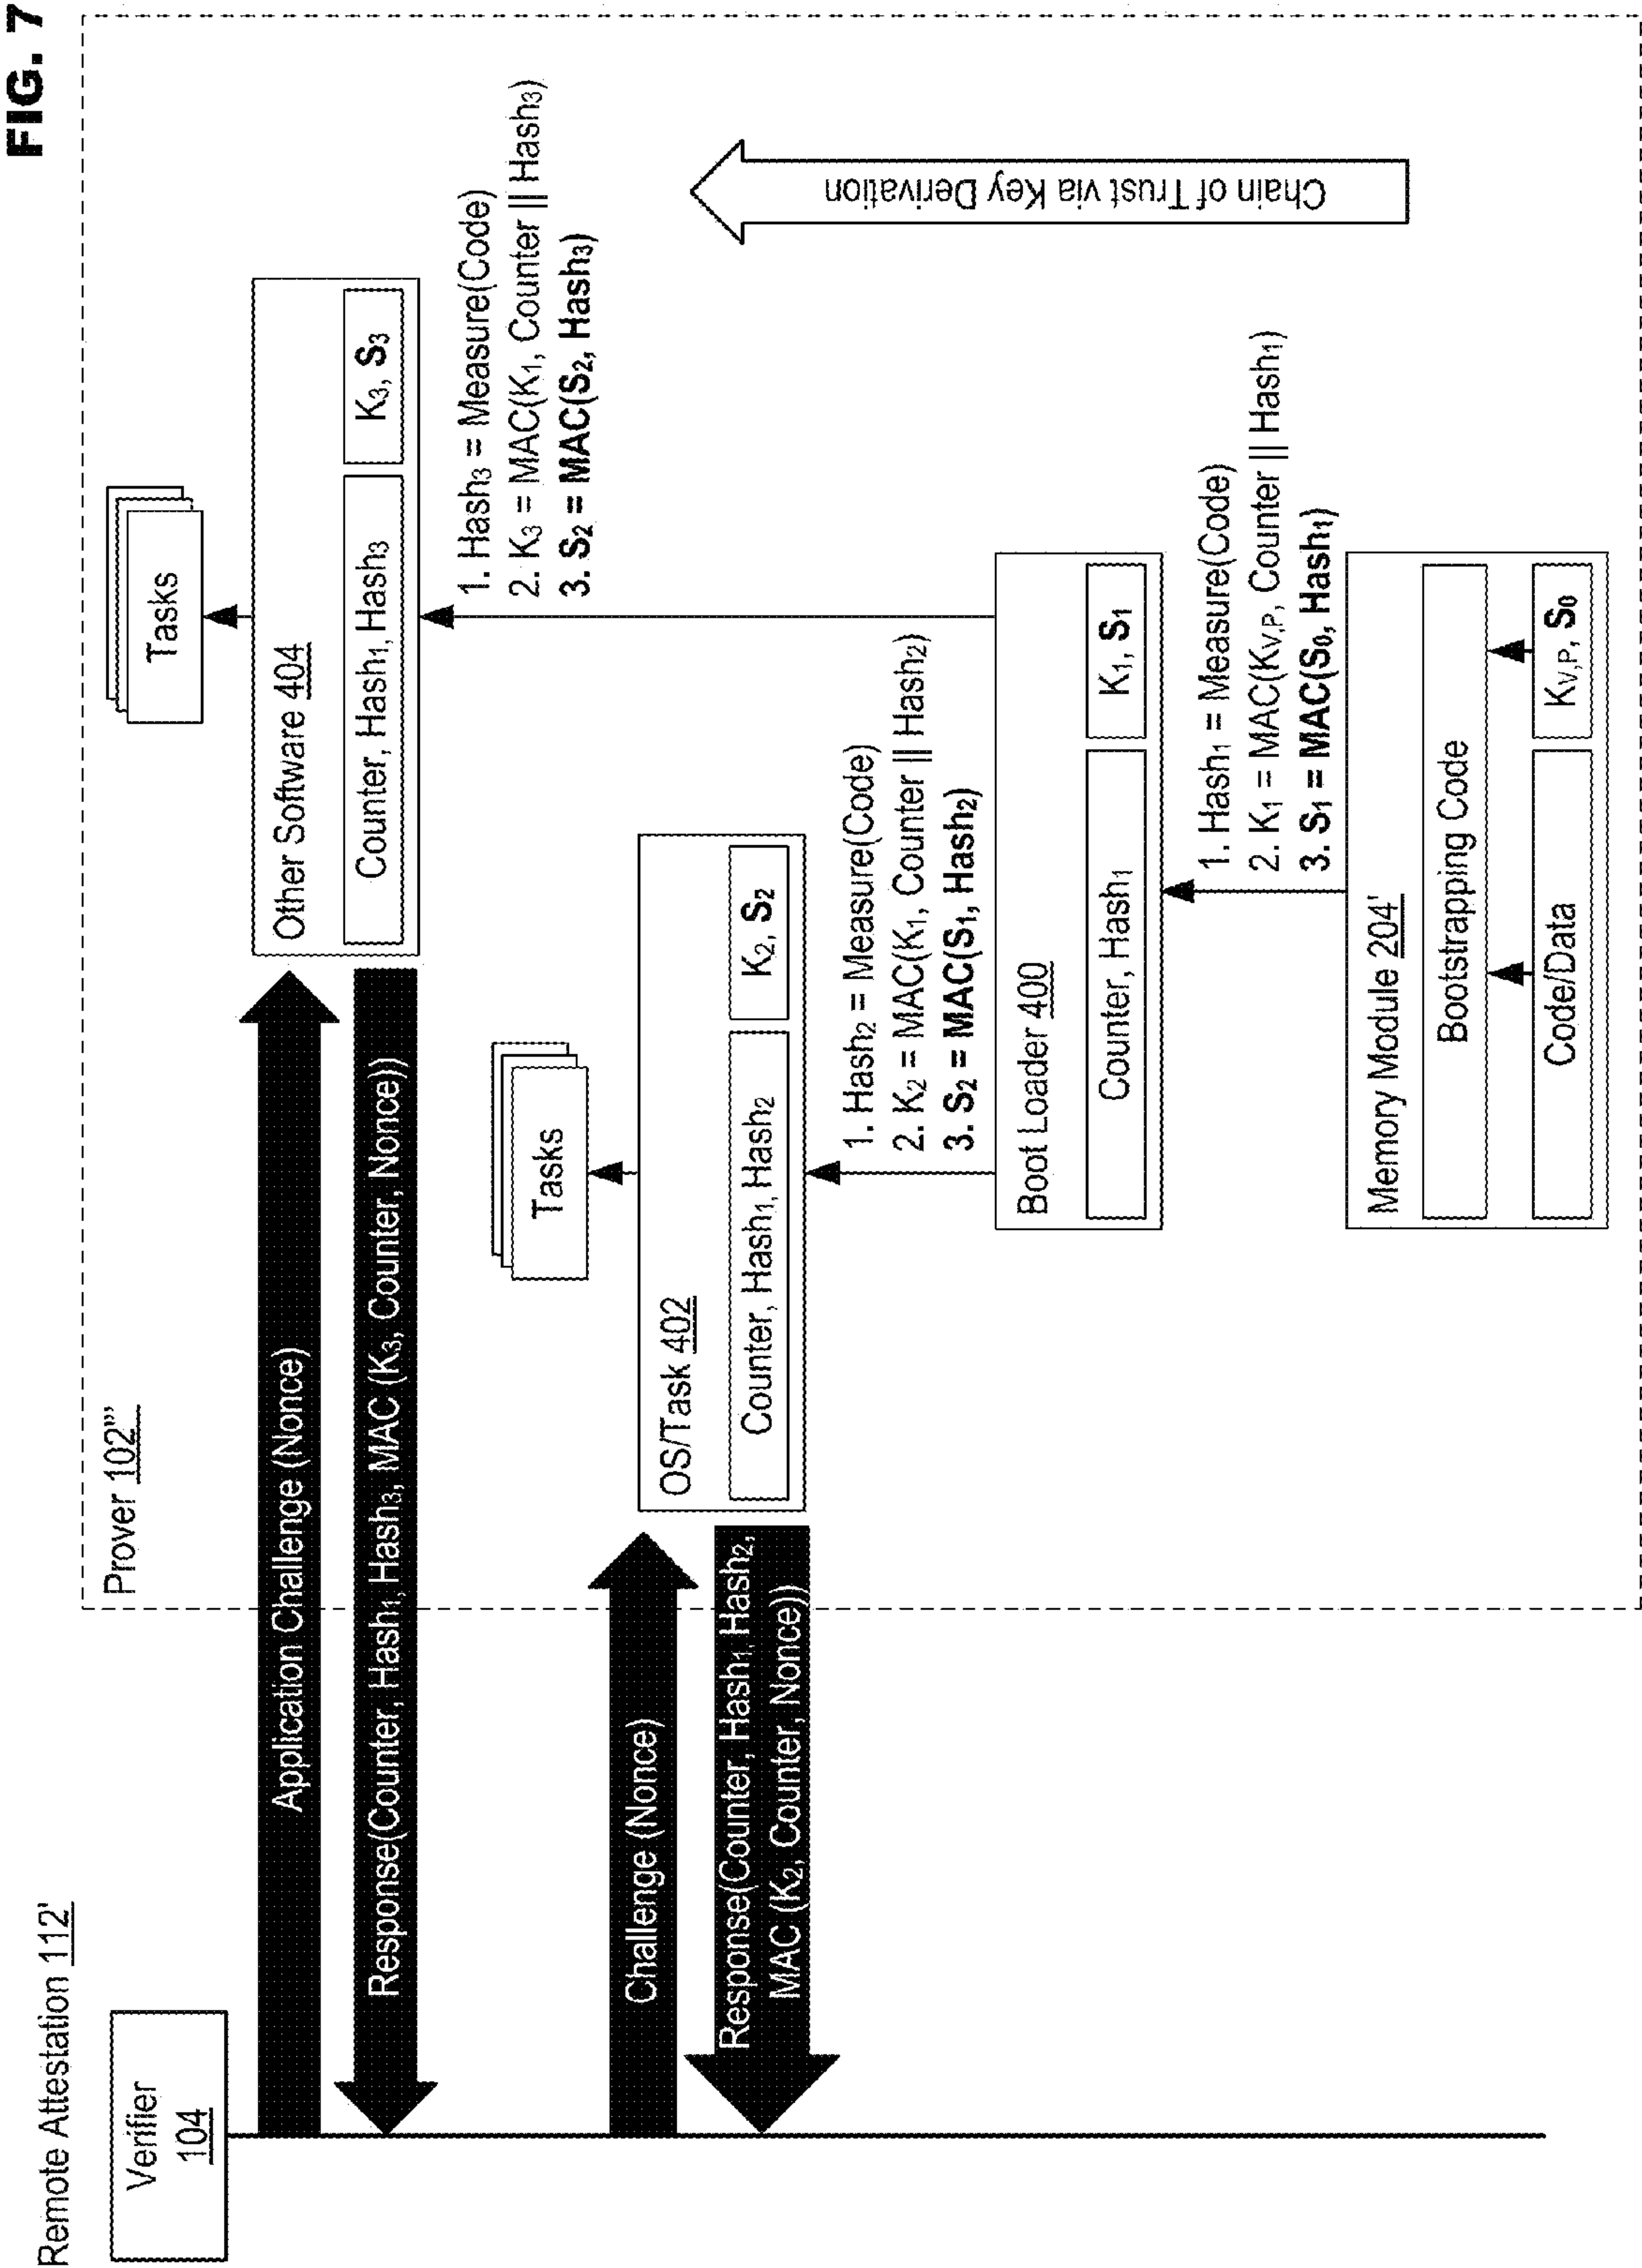 FIG. 7
Remote Attestation 112'
Verifier
104
Prover 102'''
Application Challenge (Nonce)
Response(Counter, Hash₁, Hash₃, MAC (K₃, Counter, Nonce))
Challenge (Nonce)
Response(Counter, Hash₁, Hash₂,
MAC (K₂, Counter, Nonce))
Tasks
Other Software 404
Counter, Hash₁, Hash₃
K₃, S₃
1. Hash₃ = Measure(Code)
2. K₃ = MAC(K₁, Counter || Hash₃)
3. S₂ = MAC(S₂, Hash₃)
Tasks
OS/Task 402
Counter, Hash₁, Hash₂
K₂, S₂
1. Hash₂ = Measure(Code)
2. K₂ = MAC(K₁, Counter || Hash₂)
3. S₂ = MAC(S₁, Hash₂)
Boot Loader 400
Counter, Hash₁
K₁, S₁
1. Hash₁ = Measure(Code)
2. K₁ = MAC(Kᵥ,ₚ, Counter || Hash₁)
3. S₁ = MAC(S₀, Hash₁)
Memory Module 204'
Bootstrapping Code
Code/Data
Kᵥ,ₚ, S₀
Chain of Trust via Key Derivation